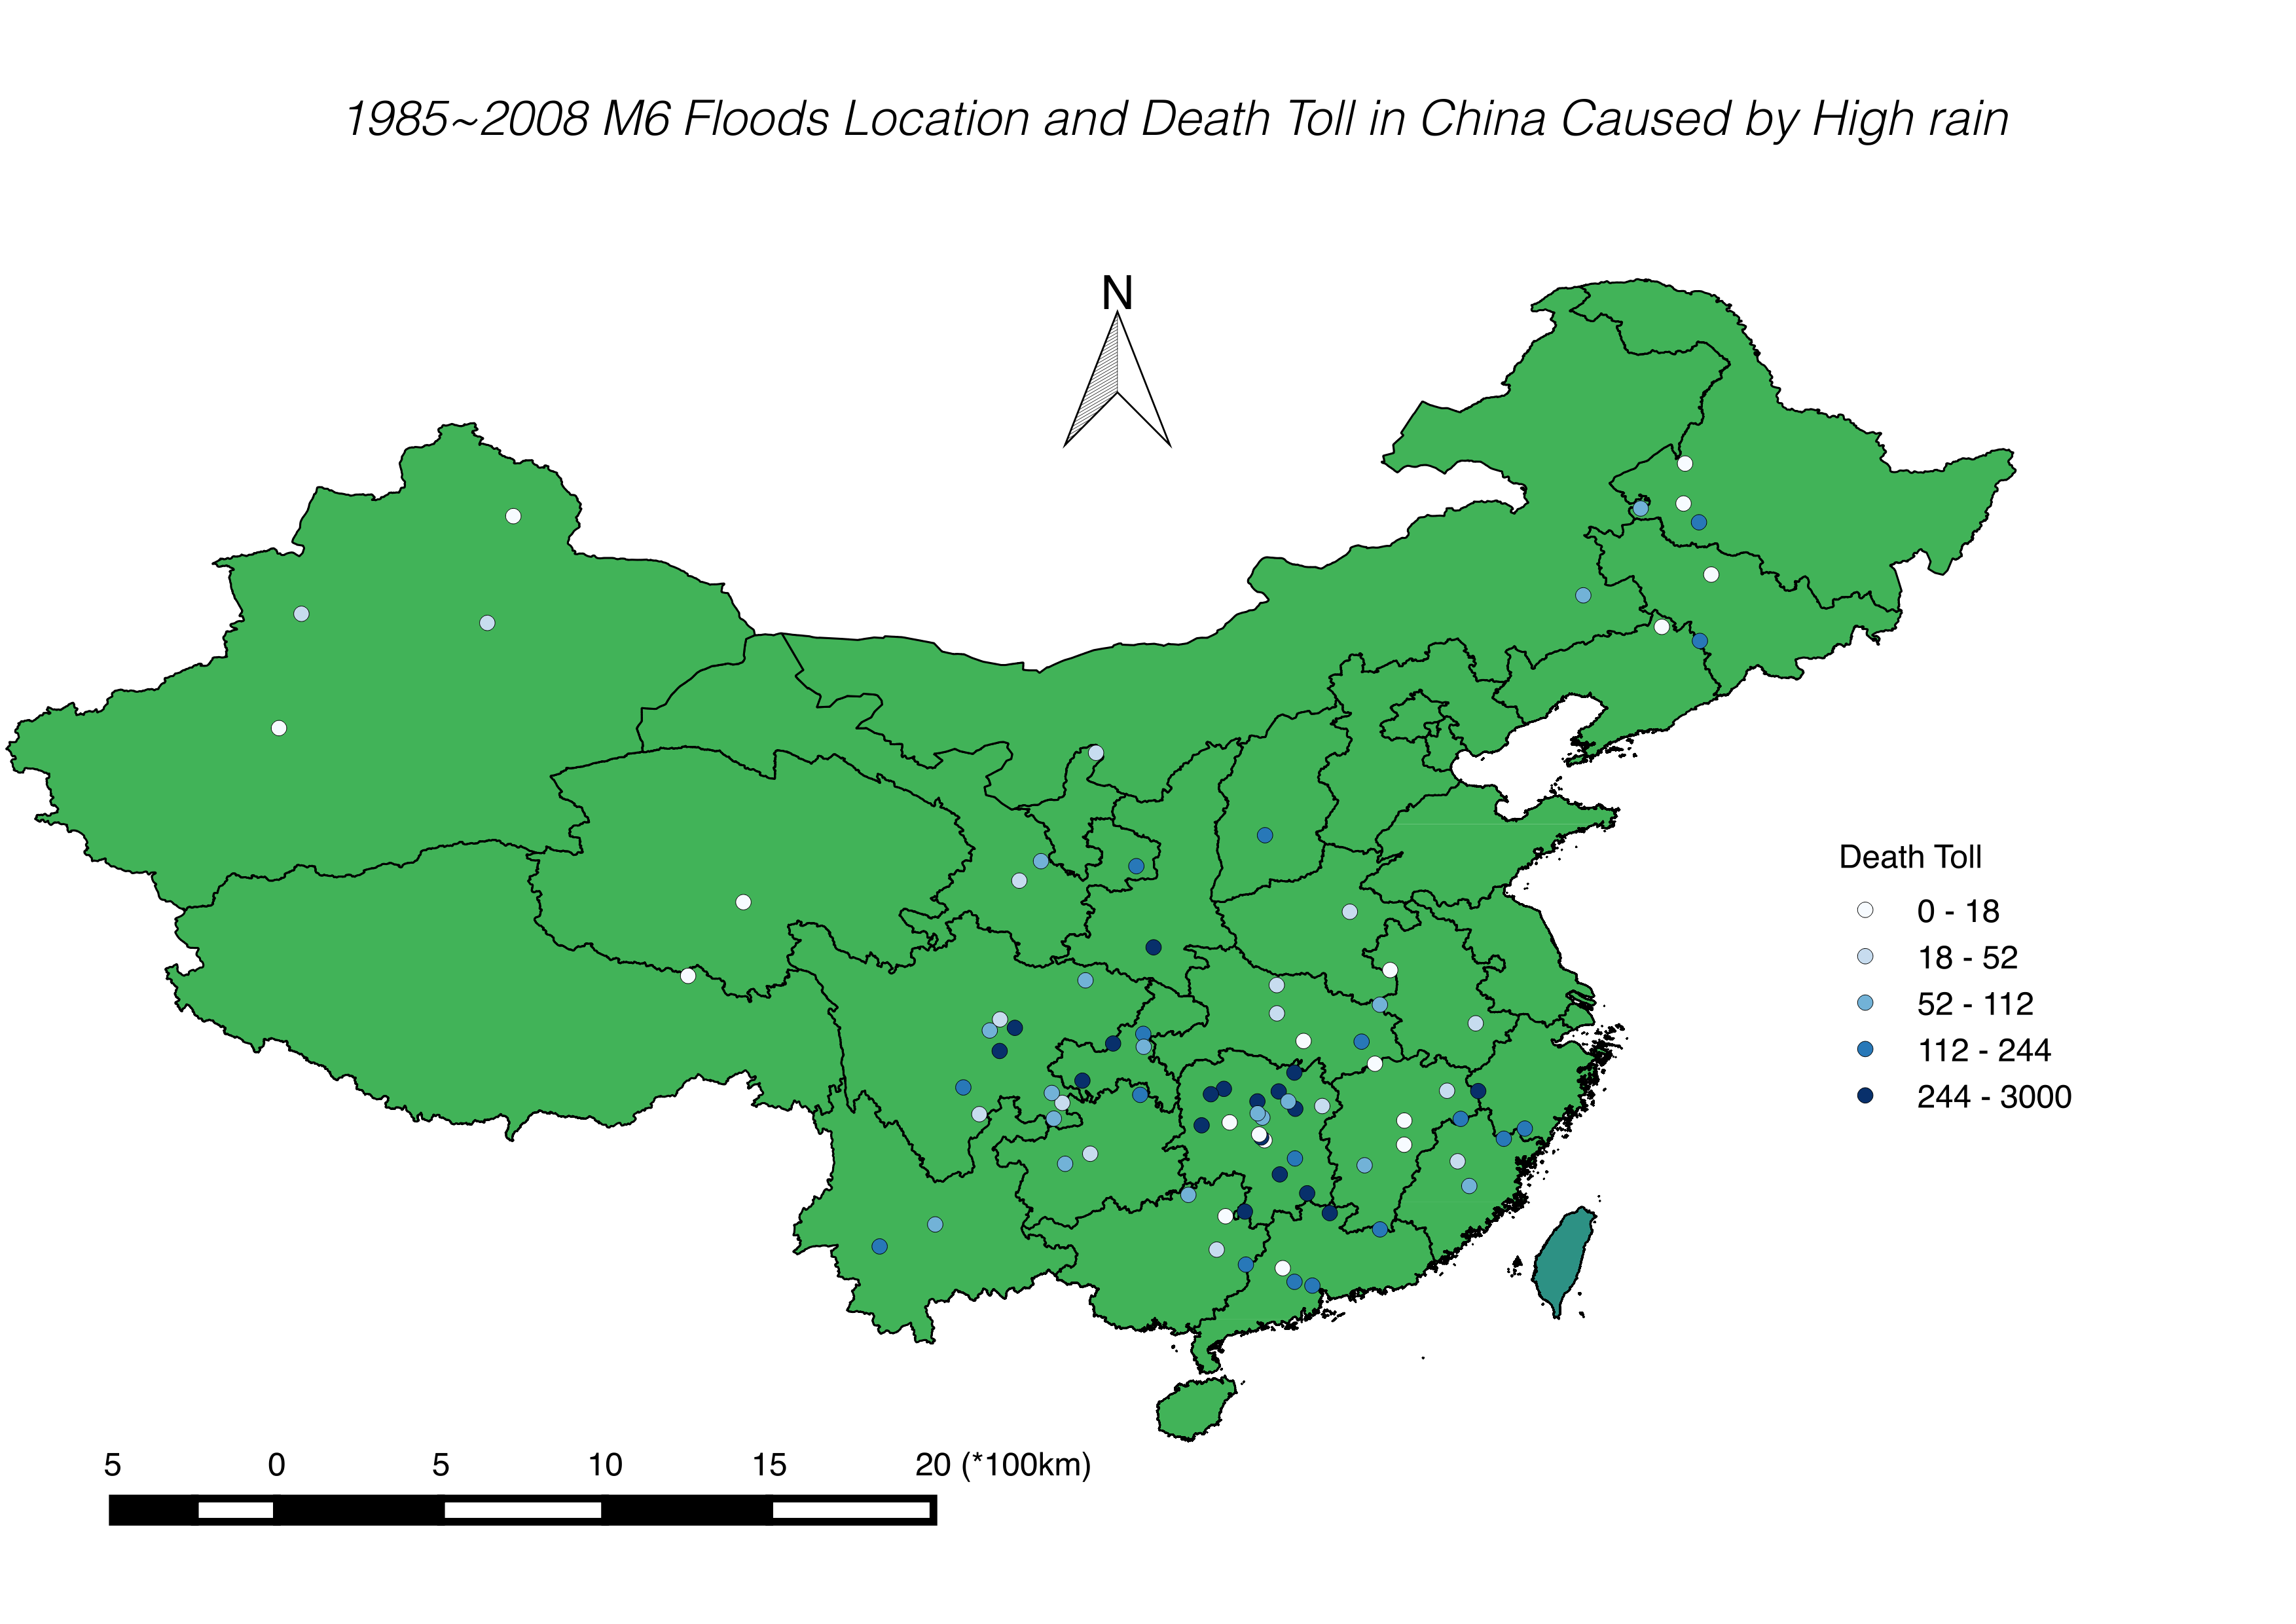 1985~2008 M6 Floods Location and Death Toll in China Caused by High rain
N
Death Toll
0 - 18
18 - 52
52 - 112
112 - 244
244 - 3000
5 0 5 10 15 20 (*100km)